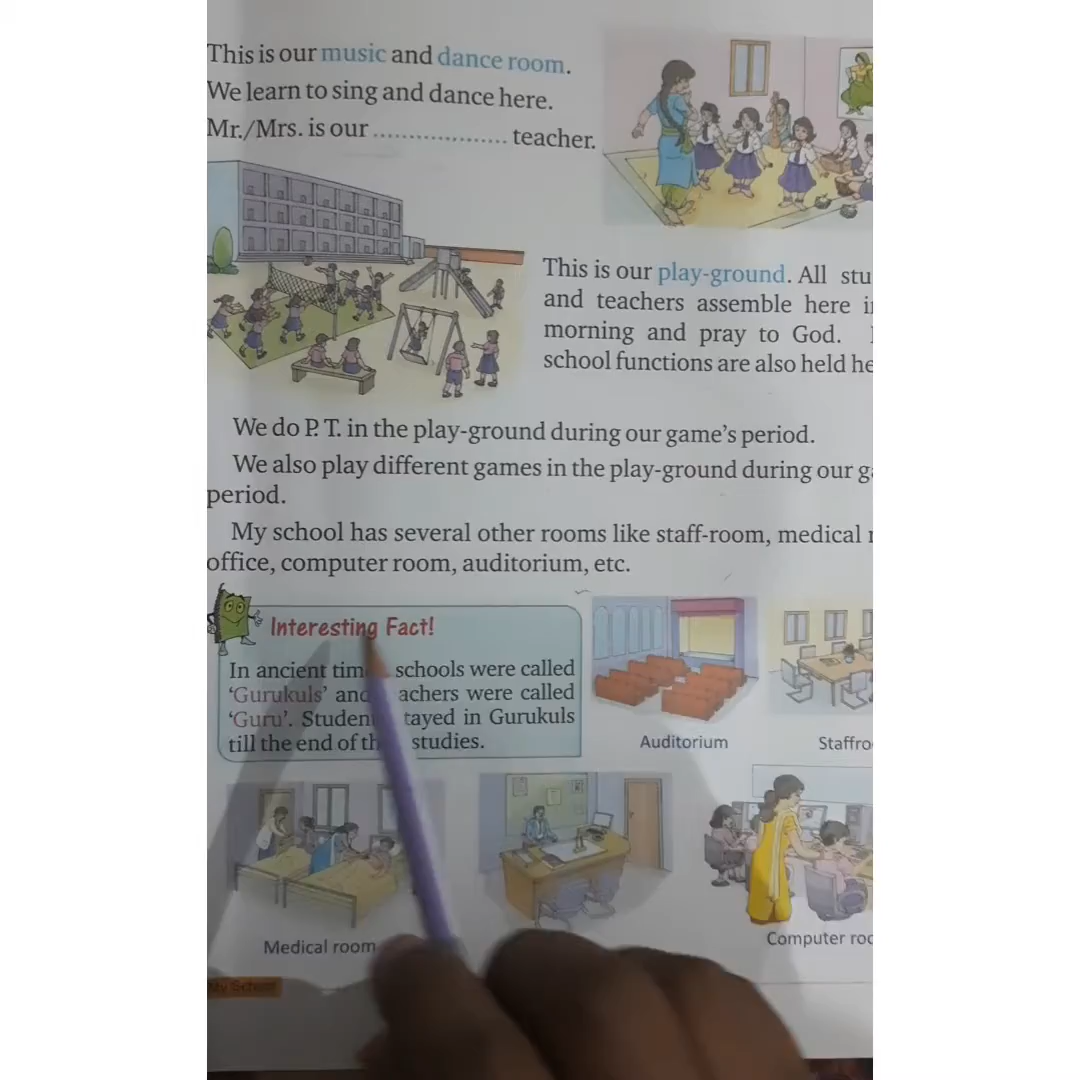 This is our music and dance room.
We learn to sing and dance here.
Mr./Mrs. is our ................... teacher.
This is our play-ground. All stu
and teachers assemble here i
morning and pray to God.
school functions are also held he
We do P. T. in the play-ground during our game's period.
We also play different games in the play-ground during our g
period.
My school has several other rooms like staff-room, medical
office, computer room, auditorium, etc.
Interesting Fact!
In ancient tim schools were called
'Gurukuls' and achers were called
'Guru'. Studen tayed in Gurukuls
till the end of th studies.
Auditorium
Staffro
Medical room
Computer roo
My School